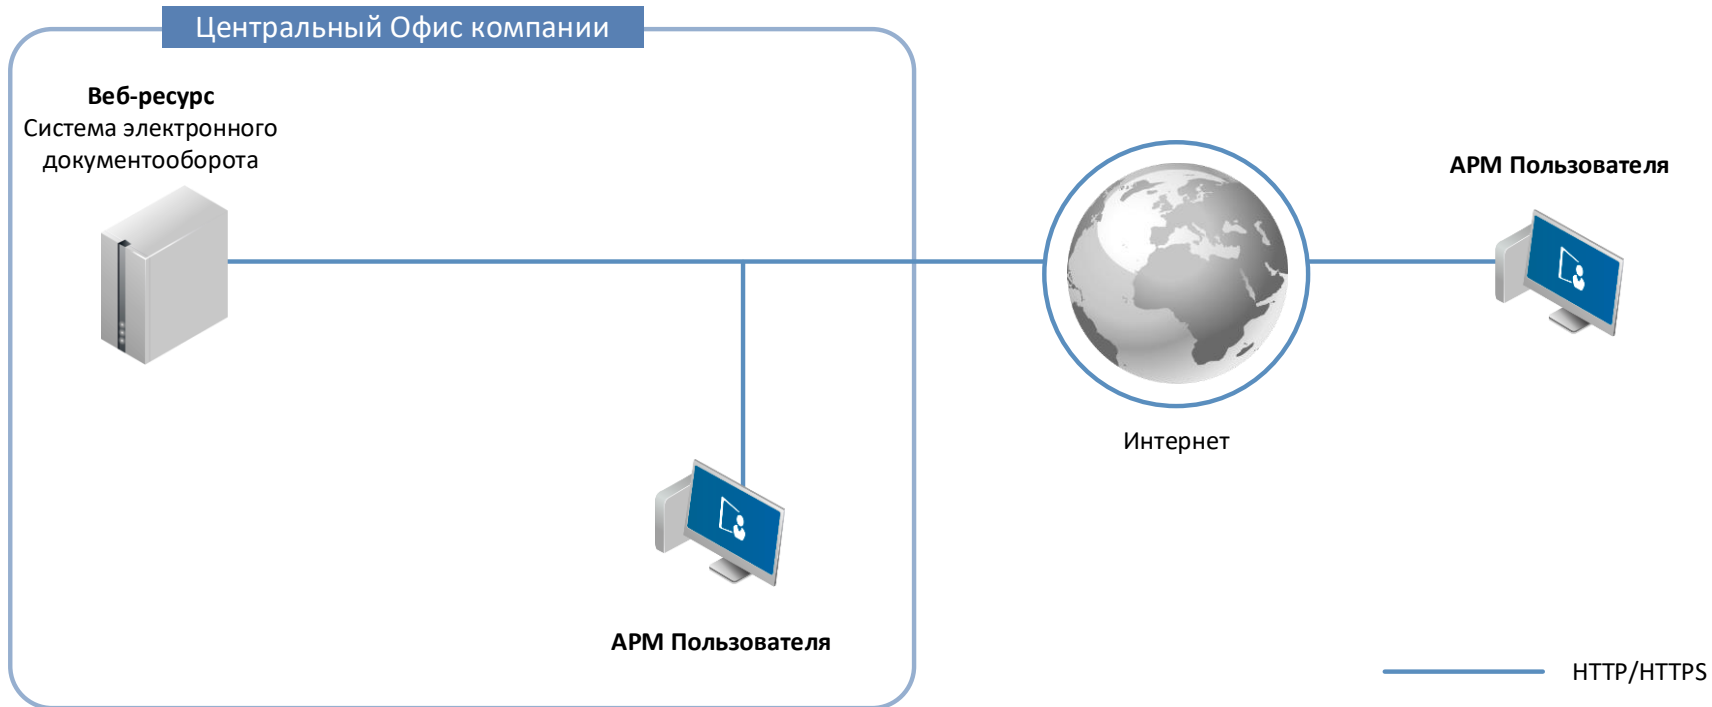 Центральный Офис компании
Веб-ресурс
Система электронного
документооборота
АРМ Пользователя
Интернет
АРМ Пользователя
HTTP/HTTPS